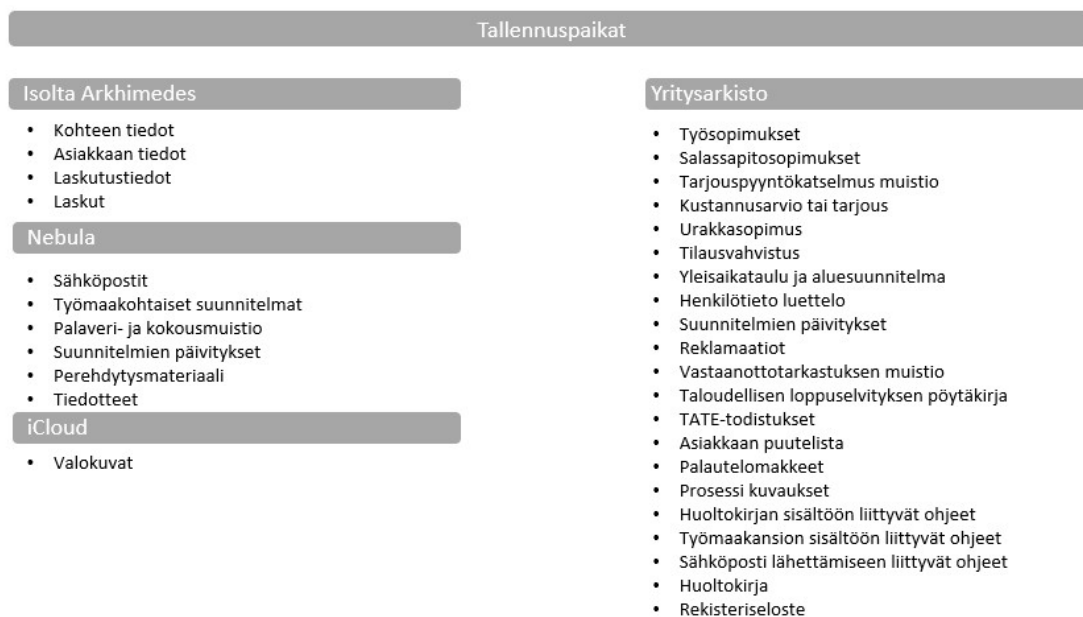 Tallennuspaikat
Isolta Arkhimedes
• Kohteen tiedot
• Asiakkaan tiedot
• Laskutustiedot
• Laskut
Nebula
• Sähköpostit
• Työmaakohtaiset suunnitelmat
• Palaveri- ja kokousmuistio
• Suunnitelmien päivitykset
• Perehdytysmateriaali
• Tiedotteet
iCloud
• Valokuvat
Yritysarkisto
• Työsopimukset
• Salassapitosopimukset
• Tarjouspyyntökatselmus muistio
• Kustannusarvio tai tarjous
• Urakkasopimus
• Tilausvahvistus
• Yleisaikataulu ja aluesuunnitelma
• Henkilötieto luettelo
• Suunnitelmien päivitykset
• Reklamaatiot
• Vastaanottotarkastuksen muistio
• Taloudellisen loppuselvityksen pöytäkirja
• TATE-todistukset
• Asiakkaan puutelista
• Palautelomakkeet
• Prosessi kuvaukset
• Huoltokirjan sisältöön liittyvät ohjeet
• Työmaakansion sisältöön liittyvät ohjeet
• Sähköposti lähettämiseen liittyvät ohjeet
• Huoltokirja
• Rekisteriseloste